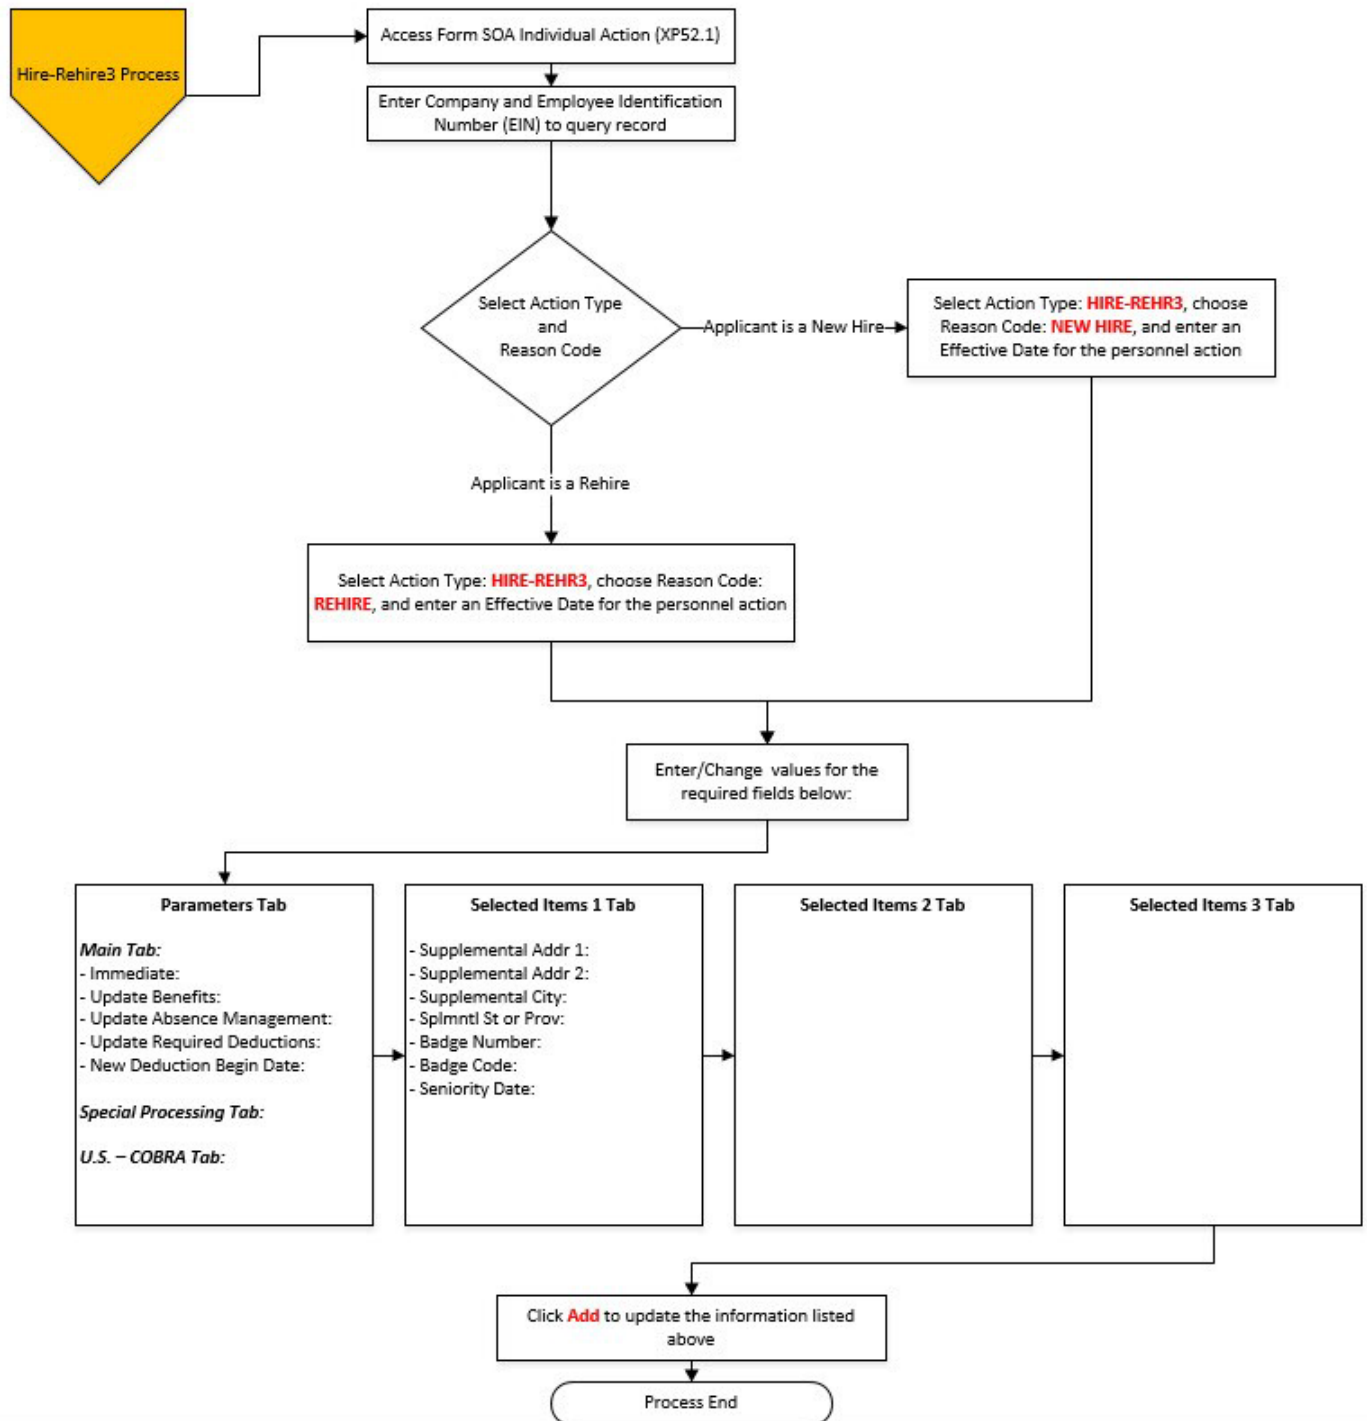 Hire-Rehire3 Process
Access Form SOA Individual Action (XP52.1)
Enter Company and Employee Identification
Number (EIN) to query record
Select Action Type
and
Reason Code
Applicant is a New Hire
Select Action Type: HIRE-REHR3, choose
Reason Code: NEW HIRE, and enter an
Effective Date for the personnel action
Applicant is a Rehire
Select Action Type: HIRE-REHR3, choose Reason Code:
REHIRE, and enter an Effective Date for the personnel action
Enter/Change values for the
required fields below:
Parameters Tab
Main Tab:
- Immediate:
- Update Benefits:
- Update Absence Management:
- Update Required Deductions:
- New Deduction Begin Date:
Special Processing Tab:
U.S. – COBRA Tab:
Selected Items 1 Tab
- Supplemental Addr 1:
- Supplemental Addr 2:
- Supplemental City:
- Splmntl St or Prov:
- Badge Number:
- Badge Code:
- Seniority Date:
Selected Items 2 Tab
Selected Items 3 Tab
Click Add to update the information listed
above
Process End